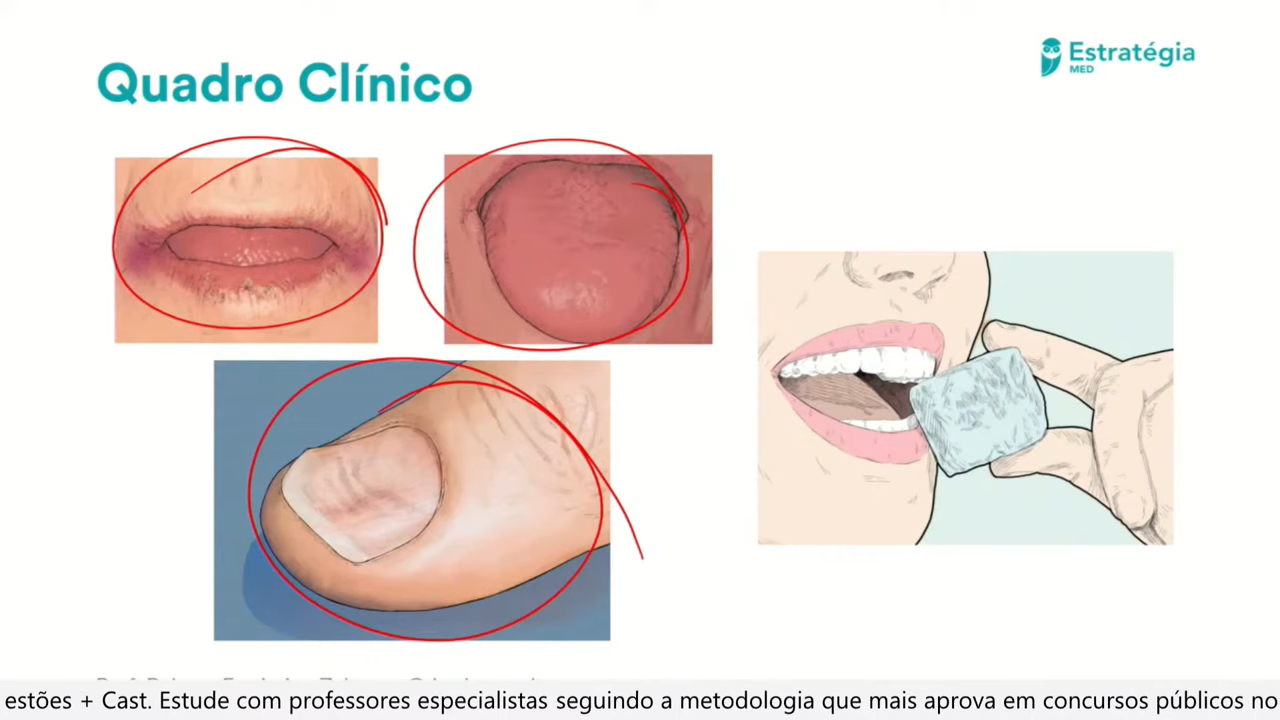 Quadro Clínico
Estratégia
MED
estões + Cast. Estude com professores especialistas seguindo a metodologia que mais aprova em concursos públicos no